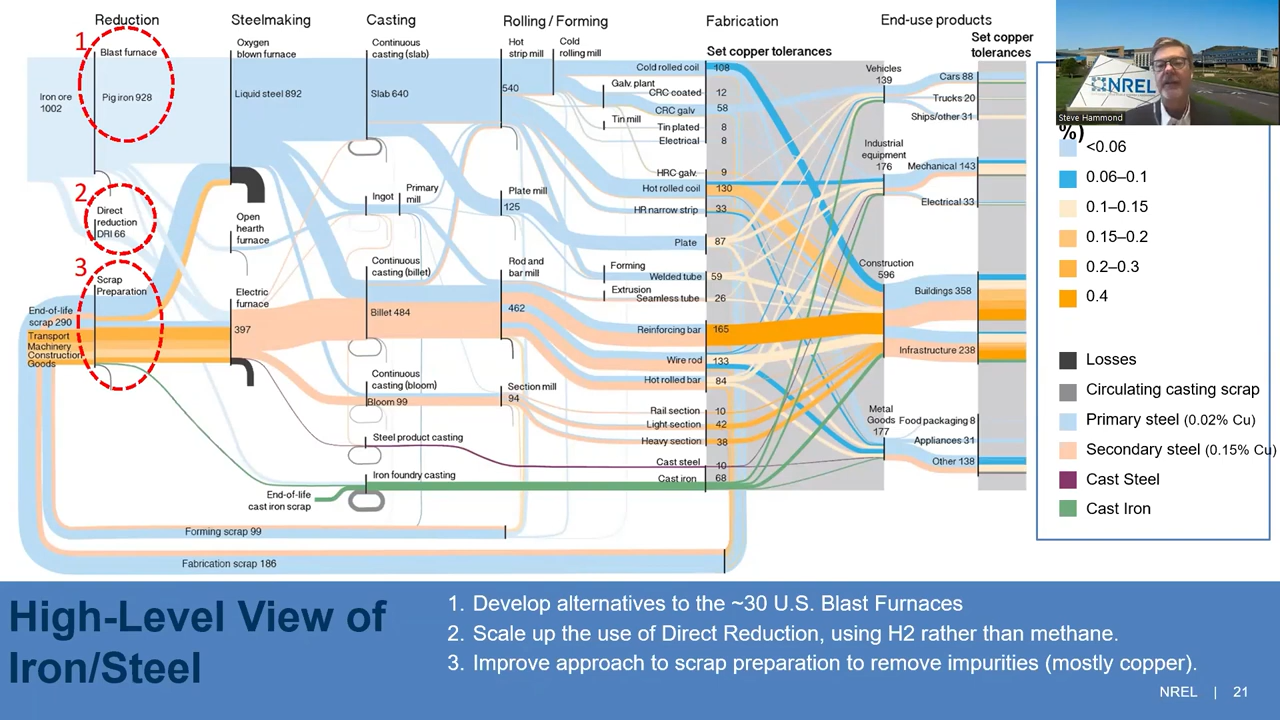 Reduction
Steelmaking
Casting
Rolling / Forming
Fabrication
End-use products
1
Blast furnace
Iron ore
1002
Pig iron 928
2
Direct
reduction
DRI 66
3
Scrap
Preparation
End-of-life
scrap 290
Transport
Machinery
Construction
Goods
Oxygen
blown furnace
Liquid steel 892
Open
hearth
furnace
Electric
furnace
397
Continuous
casting (slab)
Slab 640
Ingot
Primary
mill
Continuous
casting (billet)
Billet 484
Continuous
casting (bloom)
Bloom 99
Steel product casting
Iron foundry casting
End-of-life
cast iron scrap
Forming scrap 99
Fabrication scrap 186
Hot
strip mill
Cold
rolling mill
540
Galv. plant
Tin mill
Plate mill
125
Forming
Extrusion
Rod and
bar mill
462
Section mill
94
Set copper tolerances
Cold rolled coil 108
CRC coated 12
CRC galv. 58
Tin plated 8
Electrical 8
HRC galv. 9
Hot rolled coil 130
HR narrow strip 33
Plate 87
Welded tube 59
Seamless tube 26
Reinforcing bar 165
Wire rod 133
Hot rolled bar 84
Rail section 10
Light section 42
Heavy section 38
Cast steel 10
Cast iron 68
Vehicles
139
Industrial
equipment
176
Construction
596
Metal
Goods
177
Set copper
tolerances
Cars 88
Trucks 20
Ships/other 31
Mechanical 143
Electrical 33
Buildings 358
Infrastructure 238
Food packaging 8
Appliances 31
Other 138
NREL
Steve Hammond
%)
<0.06
0.06–0.1
0.1–0.15
0.15–0.2
0.2–0.3
0.4
Losses
Circulating casting scrap
Primary steel (0.02% Cu)
Secondary steel (0.15% Cu)
Cast Steel
Cast Iron
High-Level View of
Iron/Steel
1. Develop alternatives to the ~30 U.S. Blast Furnaces
2. Scale up the use of Direct Reduction, using H2 rather than methane.
3. Improve approach to scrap preparation to remove impurities (mostly copper).
NREL | 21